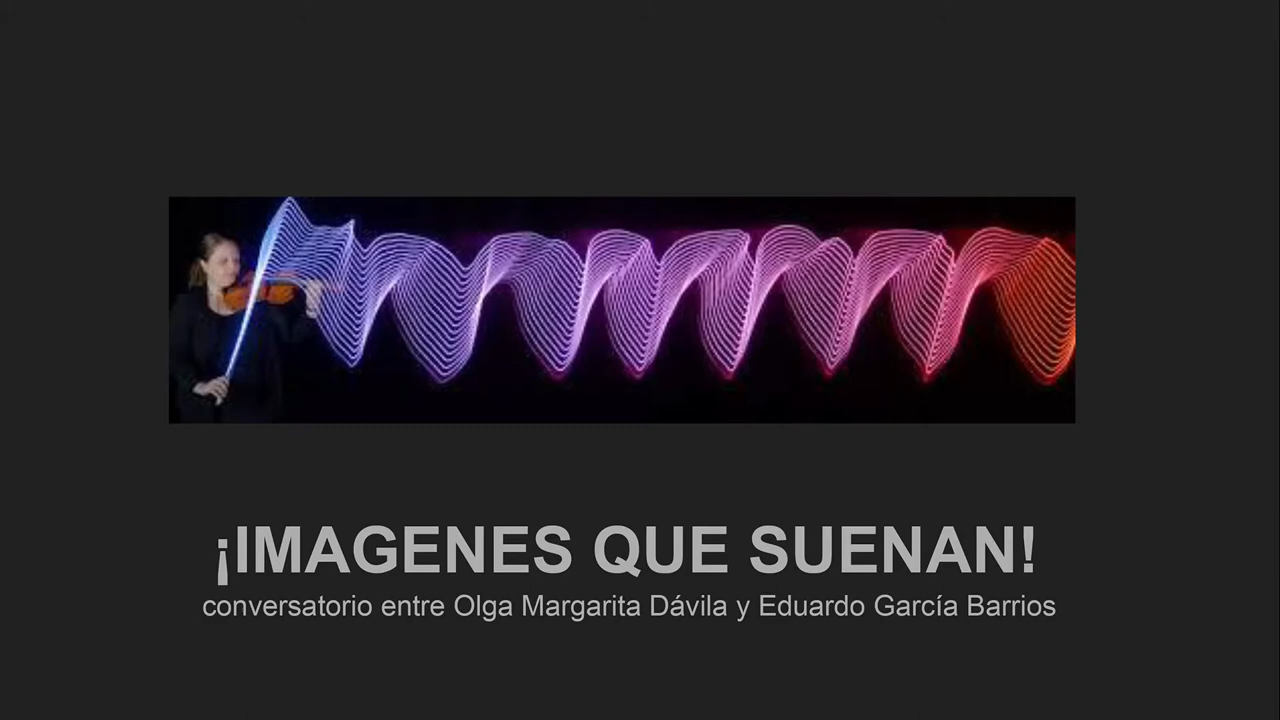 ¡IMAGENES QUE SUENAN!
conversatorio entre Olga Margarita Dávila y Eduardo García Barrios